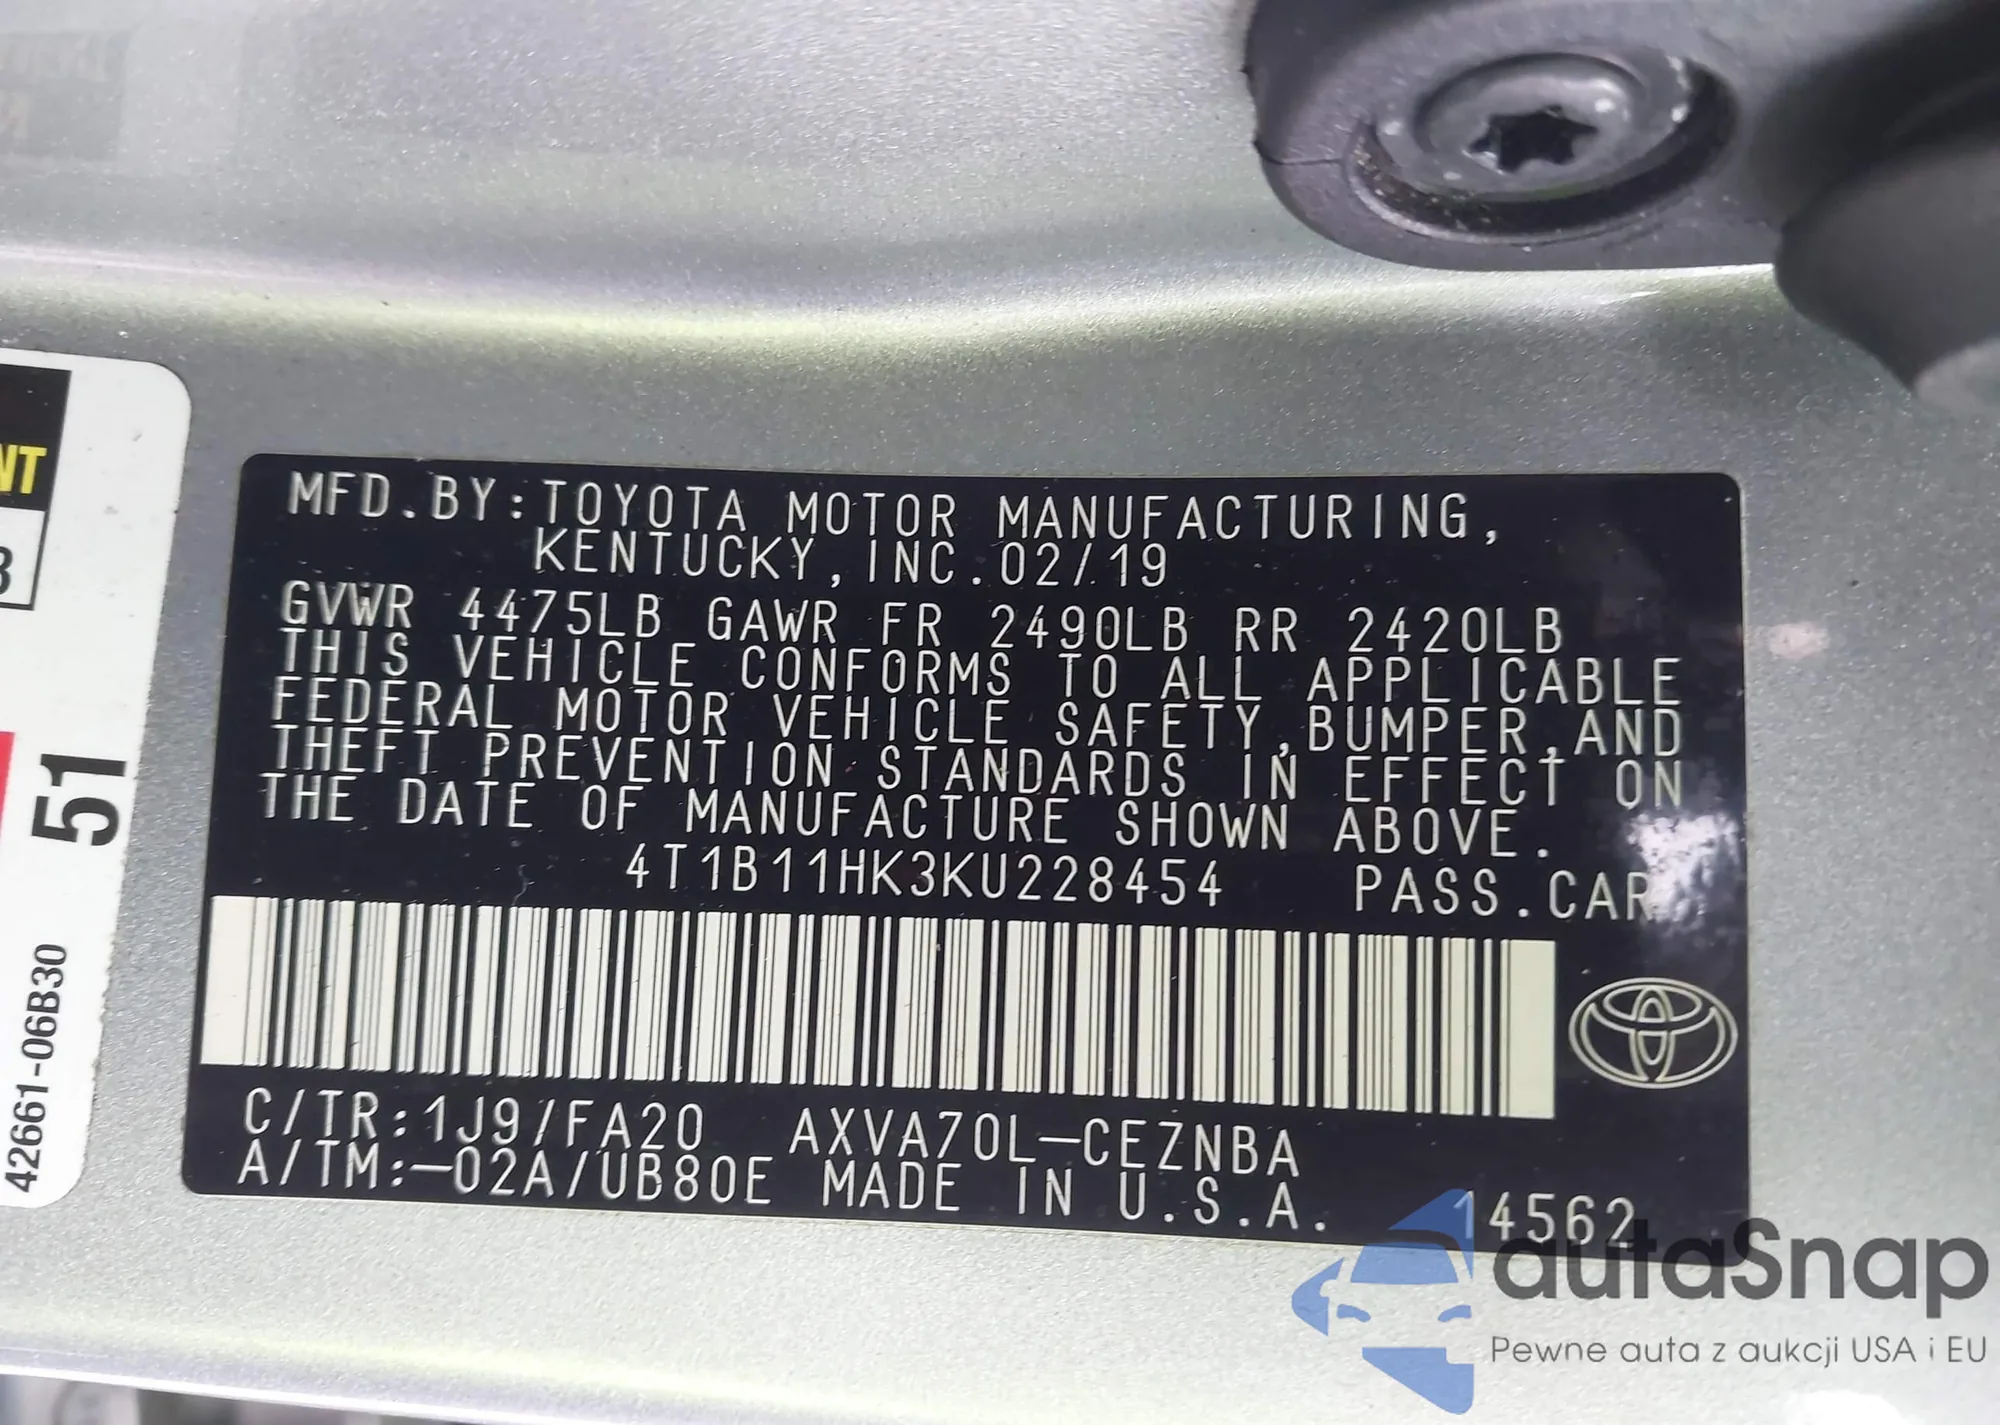 MFD.BY:TOYOTA MOTOR MANUFACTURING,
KENTUCKY,INC.02/19
GVWR 4475LB GAWR FR 2490LB RR 2420LB
THIS VEHICLE CONFORMS TO ALL APPLICABLE
FEDERAL MOTOR VEHICLE SAFETY,BUMPER,AND
THEFT PREVENTION STANDARDS IN EFFECT ON
THE DATE OF MANUFACTURE SHOWN ABOVE.
4T1B11HK3KU228454 PASS.CAR
C/TR:1J9/FA20 AXVA70L-CEZNBA
A/TM:-02A/UB80E MADE IN U.S.A. 14562
NT
3
51
42661-06B30
autaSnap
Pewne auta z aukcji USA i EU